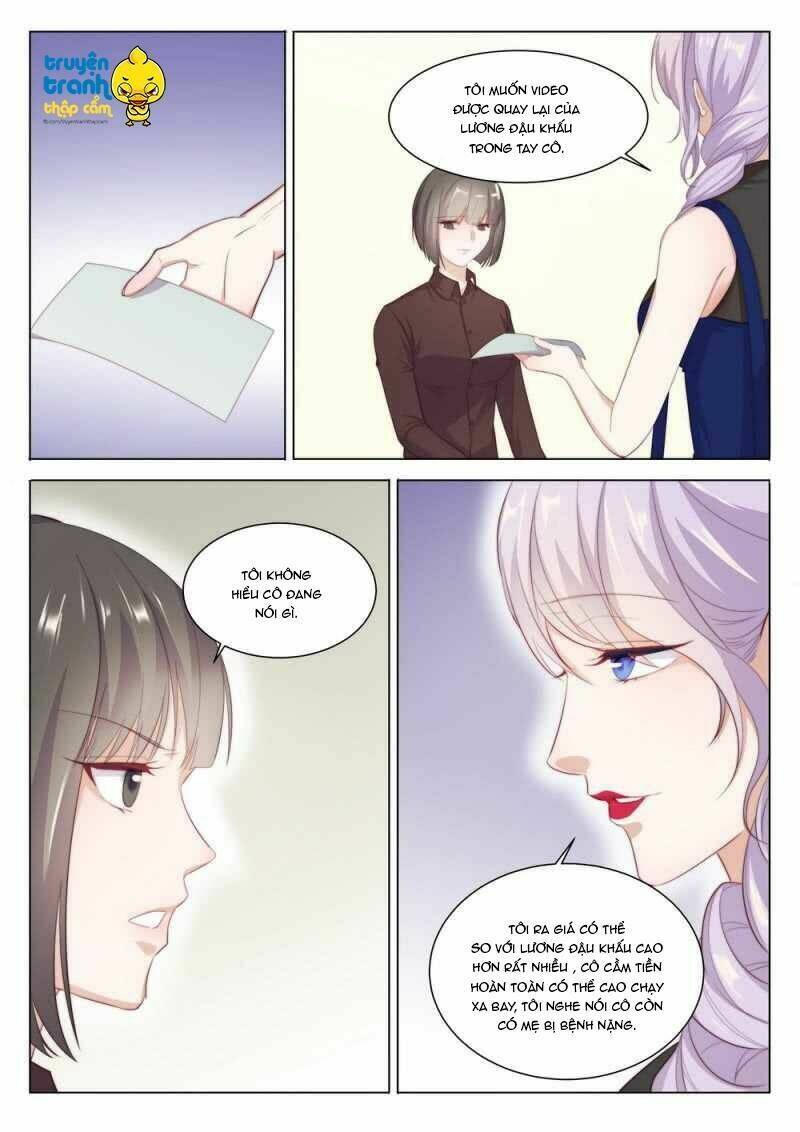 truyện
tranh
thập cẩm
TÔI MUỐN VIDEO
ĐƯỢC QUAY LẠI CỦA
LƯƠNG ĐẬU KHẤU
TRONG TAY CÔ.
TÔI KHÔNG
HIỂU CÔ ĐANG
NÓI GÌ.
TÔI RA GIÁ CÓ THỂ
SO VỚI LƯƠNG ĐẬU KHẤU CAO
HƠN RẤT NHIỀU , CÔ CẦM TIỀN
HOÀN TOÀN CÓ THỂ CAO CHẠY
XA BAY, TÔI NGHE NÓI CÔ CÒN
CÓ MẸ BỊ BỆNH NẶNG.